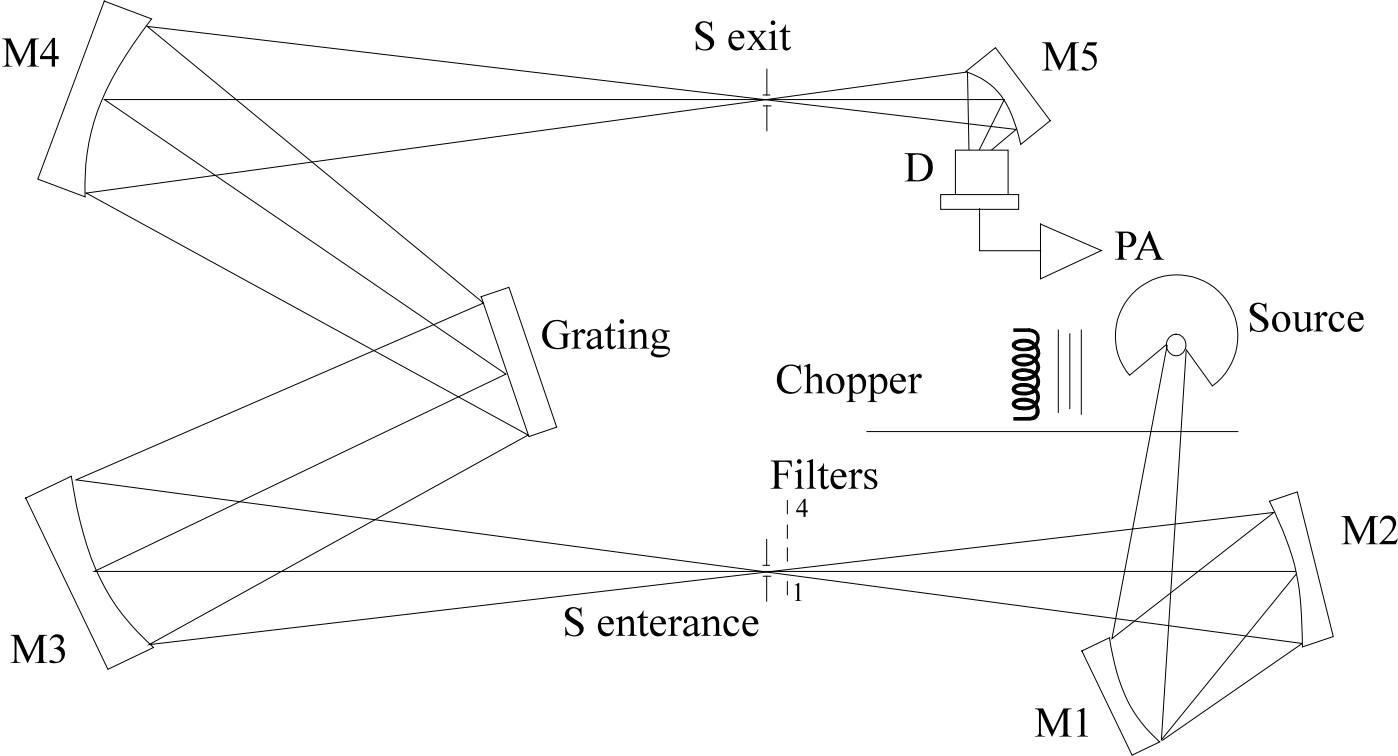 M4
S exit
M5
D
PA
Source
Grating
Chopper
Filters
4
M2
1
S enterance
M3
M1